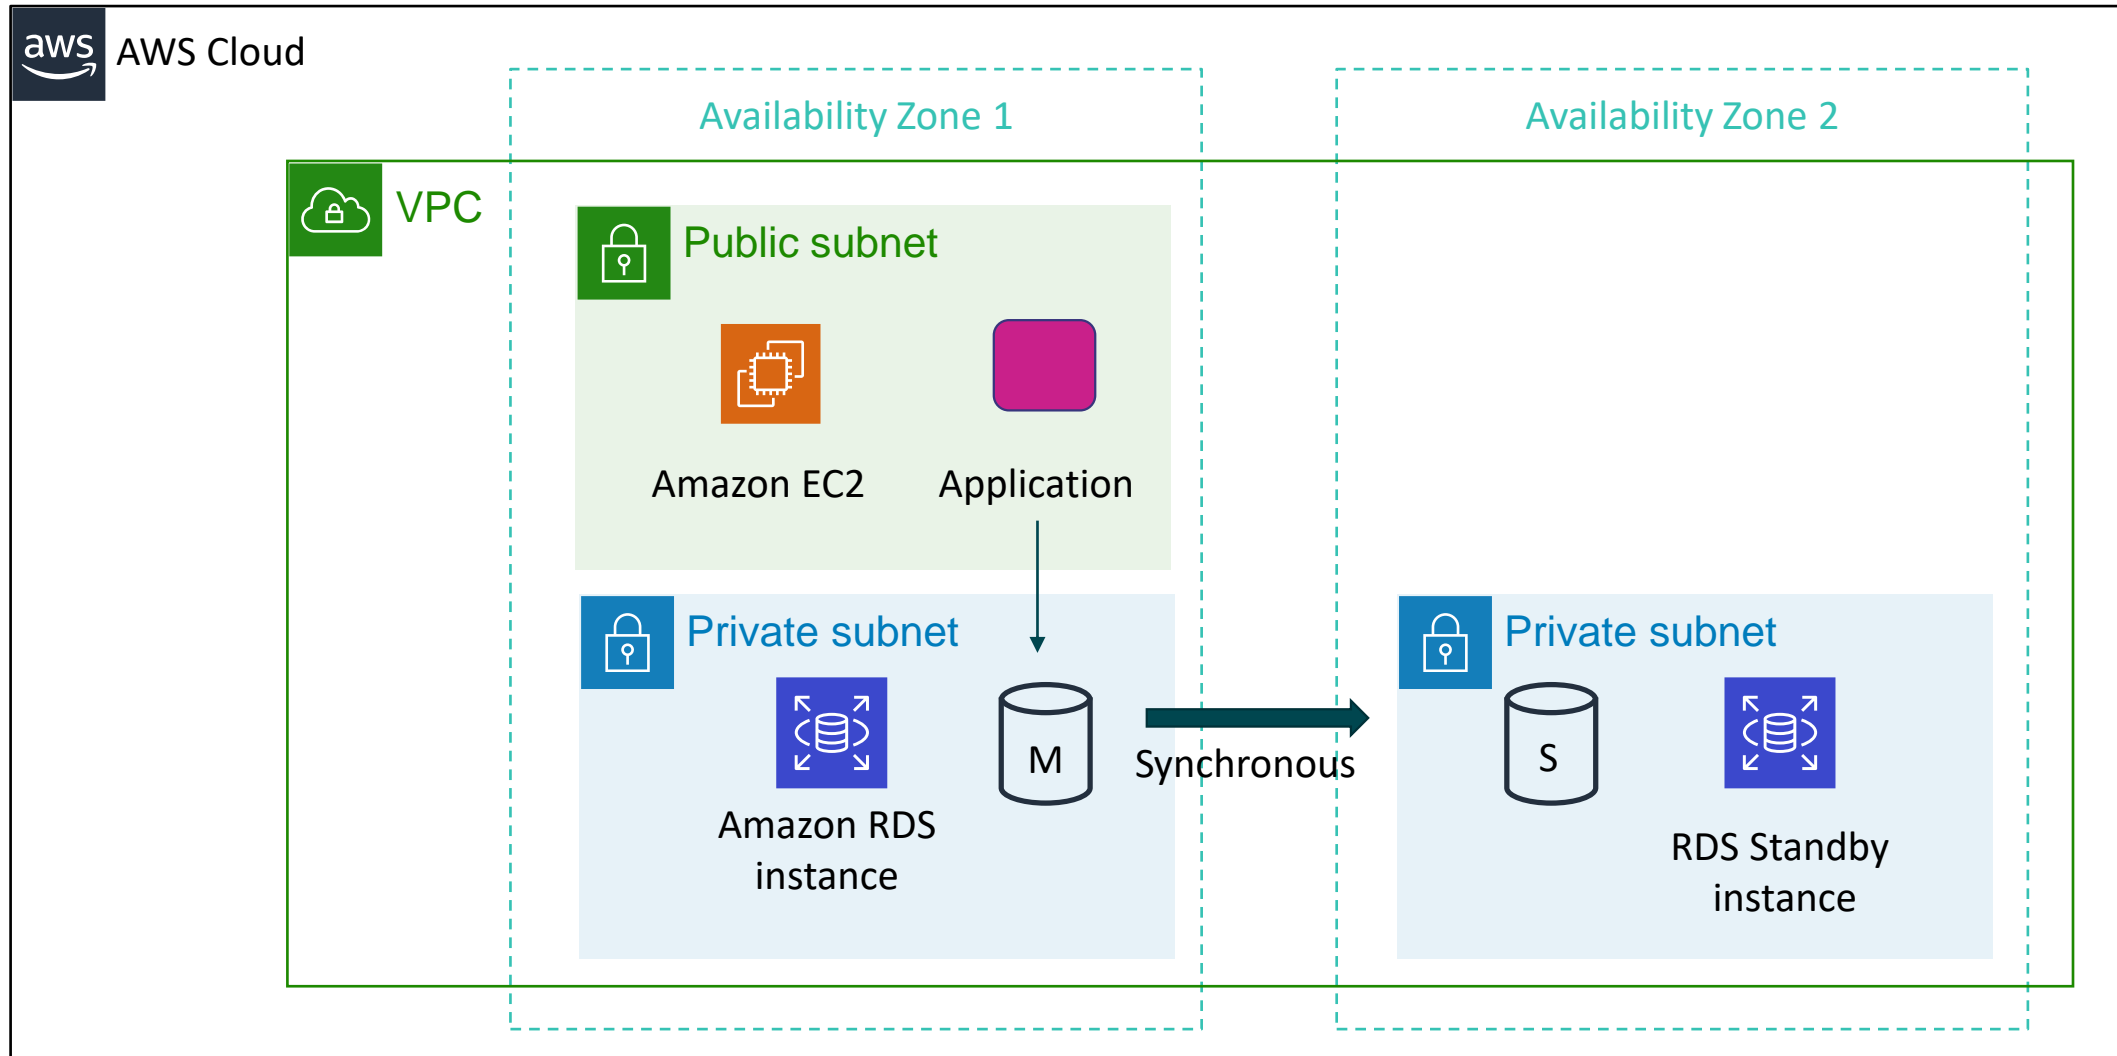 aws
AWS Cloud
Availability Zone 1
Availability Zone 2
VPC
Public subnet
Amazon EC2
Application
Private subnet
M
Amazon RDS
instance
Synchronous
Private subnet
S
RDS Standby
instance